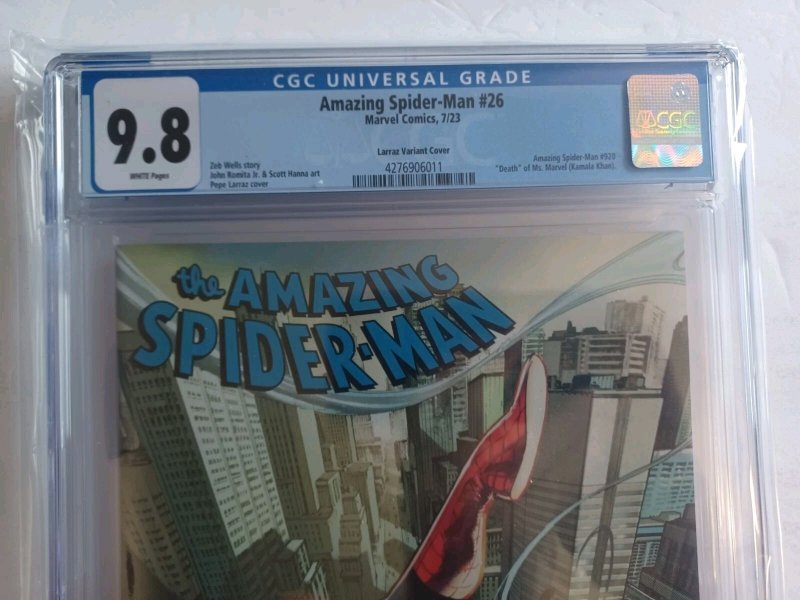 CGC UNIVERSAL GRADE
9.8
WHITE Pages
Amazing Spider-Man #26
Marvel Comics, 7/23
Larraz Variant Cover
Zeb Wells story
John Romita Jr. & Scott Hanna art
Pepe Larraz cover
4276906011
Amazing Spider-Man #920
"Death" of Ms. Marvel (Kamala Khan).
CGC
the AMAZING
SPIDER-MAN